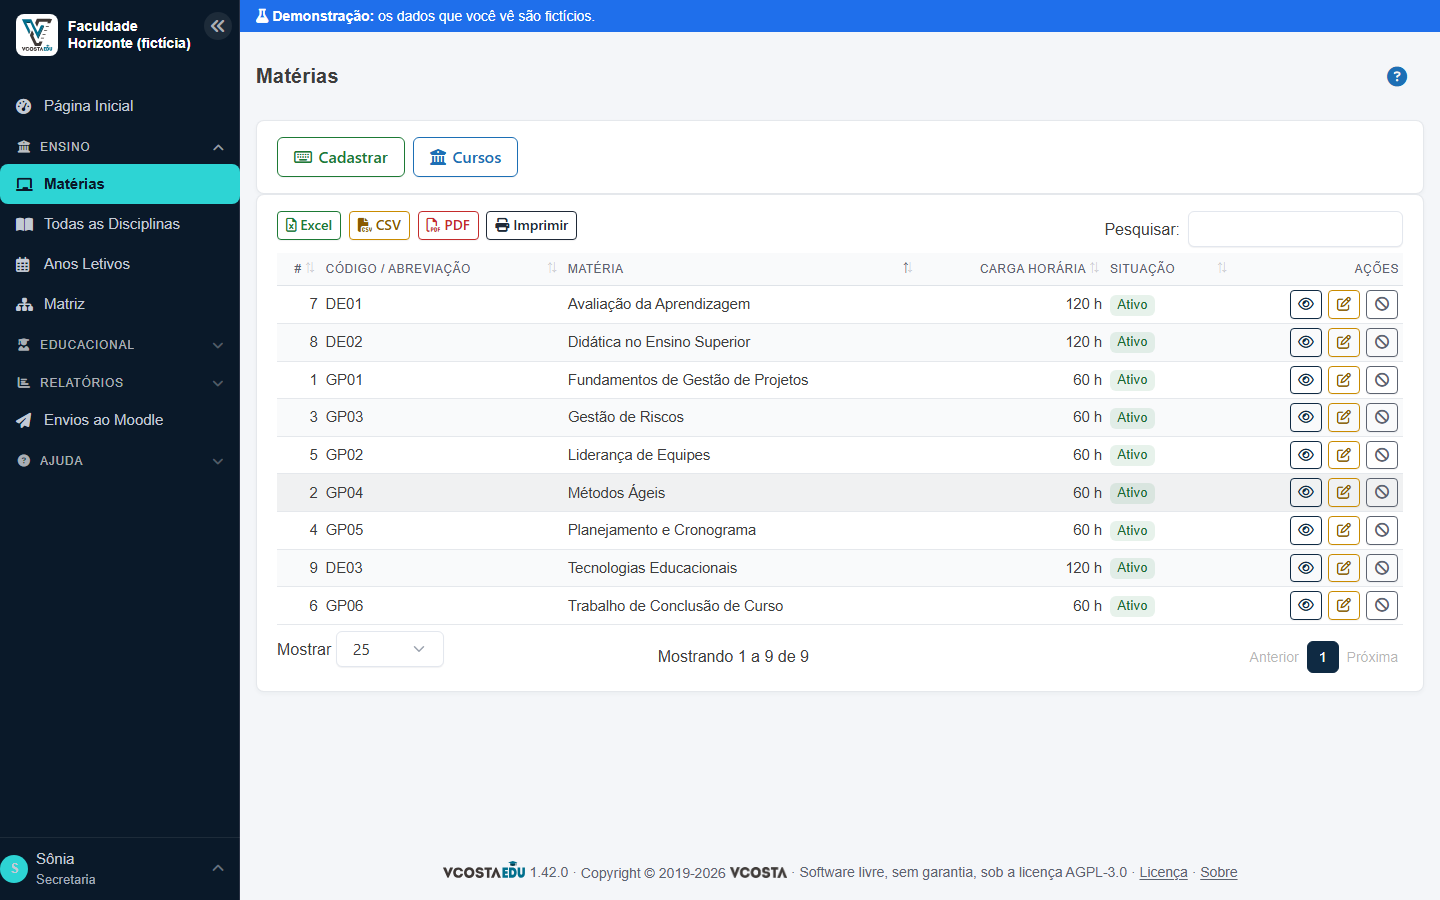 Faculdade
Horizonte (fictícia)
VCOSTAEDU
Demonstração: os dados que você vê são fictícios.
Página Inicial
ENSINO
Matérias
Todas as Disciplinas
Anos Letivos
Matriz
EDUCACIONAL
RELATÓRIOS
Envios ao Moodle
AJUDA
S
Sônia
Secretaria
Matérias
?
Cadastrar
Cursos
Excel
CSV
PDF
Imprimir
Pesquisar:
# CÓDIGO / ABREVIAÇÃO MATÉRIA CARGA HORÁRIA SITUAÇÃO AÇÕES
7 DE01 Avaliação da Aprendizagem 120 h Ativo
8 DE02 Didática no Ensino Superior 120 h Ativo
1 GP01 Fundamentos de Gestão de Projetos 60 h Ativo
3 GP03 Gestão de Riscos 60 h Ativo
5 GP02 Liderança de Equipes 60 h Ativo
2 GP04 Métodos Ágeis 60 h Ativo
4 GP05 Planejamento e Cronograma 60 h Ativo
9 DE03 Tecnologias Educacionais 120 h Ativo
6 GP06 Trabalho de Conclusão de Curso 60 h Ativo
Mostrar 25
Mostrando 1 a 9 de 9
Anterior 1 Próxima
VCOSTAEDU 1.42.0 · Copyright © 2019-2026 VCOSTA · Software livre, sem garantia, sob a licença AGPL-3.0 · Licença · Sobre